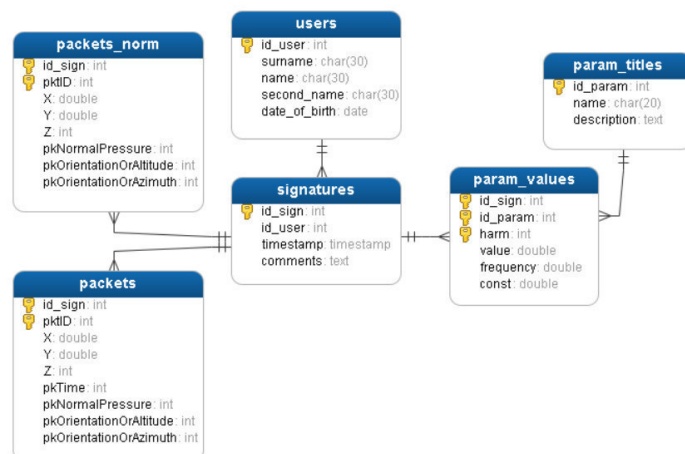 packets_norm
id_sign: int
pktID: int
X: double
Y: double
Z: int
pkNormalPressure: int
pkOrientationOrAltitude: int
pkOrientationOrAzimuth: int
users
id_user: int
surname: char(30)
name: char(30)
second_name: char(30)
date_of_birth: date
param_titles
id_param: int
name: char(20)
description: text
signatures
id_sign: int
id_user: int
timestamp: timestamp
comments: text
param_values
id_sign: int
id_param: int
harm: int
value: double
frequency: double
const: double
packets
id_sign: int
pktID: int
X: double
Y: double
Z: int
pkTime: int
pkNormalPressure: int
pkOrientationOrAltitude: int
pkOrientationOrAzimuth: int